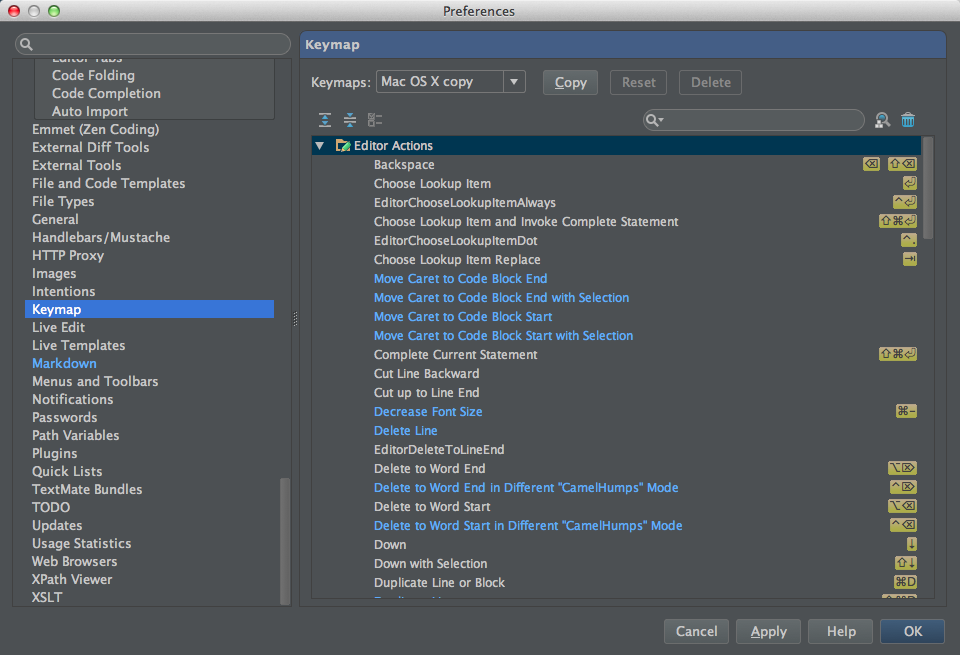 Preferences
Editor Tabs
Code Folding
Code Completion
Auto Import
Emmet (Zen Coding)
External Diff Tools
External Tools
File and Code Templates
File Types
General
Handlebars/Mustache
HTTP Proxy
Images
Intentions
Keymap
Live Edit
Live Templates
Markdown
Menus and Toolbars
Notifications
Passwords
Path Variables
Plugins
Quick Lists
TextMate Bundles
TODO
Updates
Usage Statistics
Web Browsers
XPath Viewer
XSLT
Keymap
Keymaps: Mac OS X copy Copy Reset Delete
Editor Actions
Backspace ⌫ ⇧⌫
Choose Lookup Item ⏎
EditorChooseLookupItemAlways ^⏎
Choose Lookup Item and Invoke Complete Statement ⇧⌘⏎
EditorChooseLookupItemDot ^.
Choose Lookup Item Replace ⇥
Move Caret to Code Block End
Move Caret to Code Block End with Selection
Move Caret to Code Block Start
Move Caret to Code Block Start with Selection
Complete Current Statement ⇧⌘⏎
Cut Line Backward
Cut up to Line End
Decrease Font Size ⌘-
Delete Line
EditorDeleteToLineEnd
Delete to Word End ⌥⌦
Delete to Word End in Different "CamelHumps" Mode ^⌦
Delete to Word Start ⌥⌫
Delete to Word Start in Different "CamelHumps" Mode ^⌫
Down ↓
Down with Selection ⇧↓
Duplicate Line or Block ⌘D
Cancel Apply Help OK